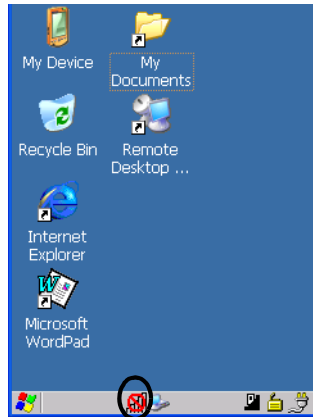 My Device
My
Documents
Recycle Bin
Remote
Desktop ...
Internet
Explorer
Microsoft
WordPad